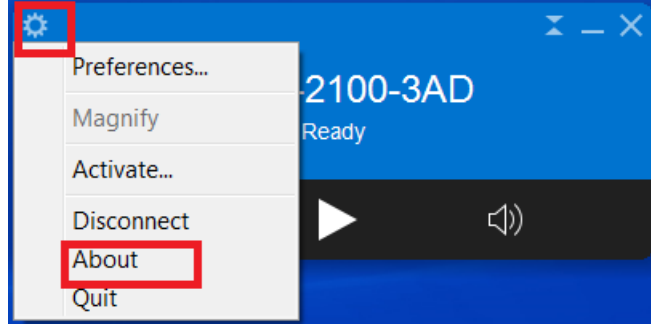 Preferences...
-2100-3AD
Magnify
Ready
Activate...
Disconnect
About
Quit